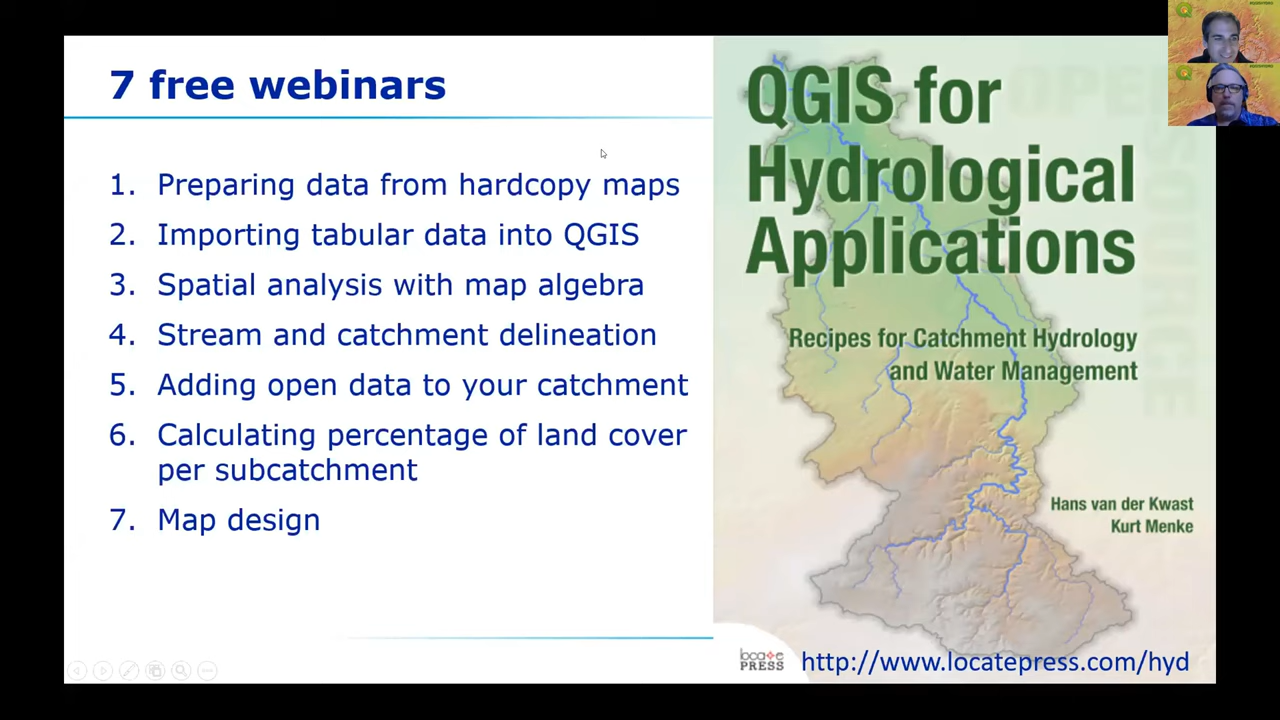 7 free webinars
1. Preparing data from hardcopy maps
2. Importing tabular data into QGIS
3. Spatial analysis with map algebra
4. Stream and catchment delineation
5. Adding open data to your catchment
6. Calculating percentage of land cover
per subcatchment
7. Map design
QGIS for
Hydrological
Applications
OPEN
SOURCE
Recipes for Catchment Hydrology
and Water Management
Hans van der Kwast
Kurt Menke
locate
PRESS
http://www.locatepress.com/hyd